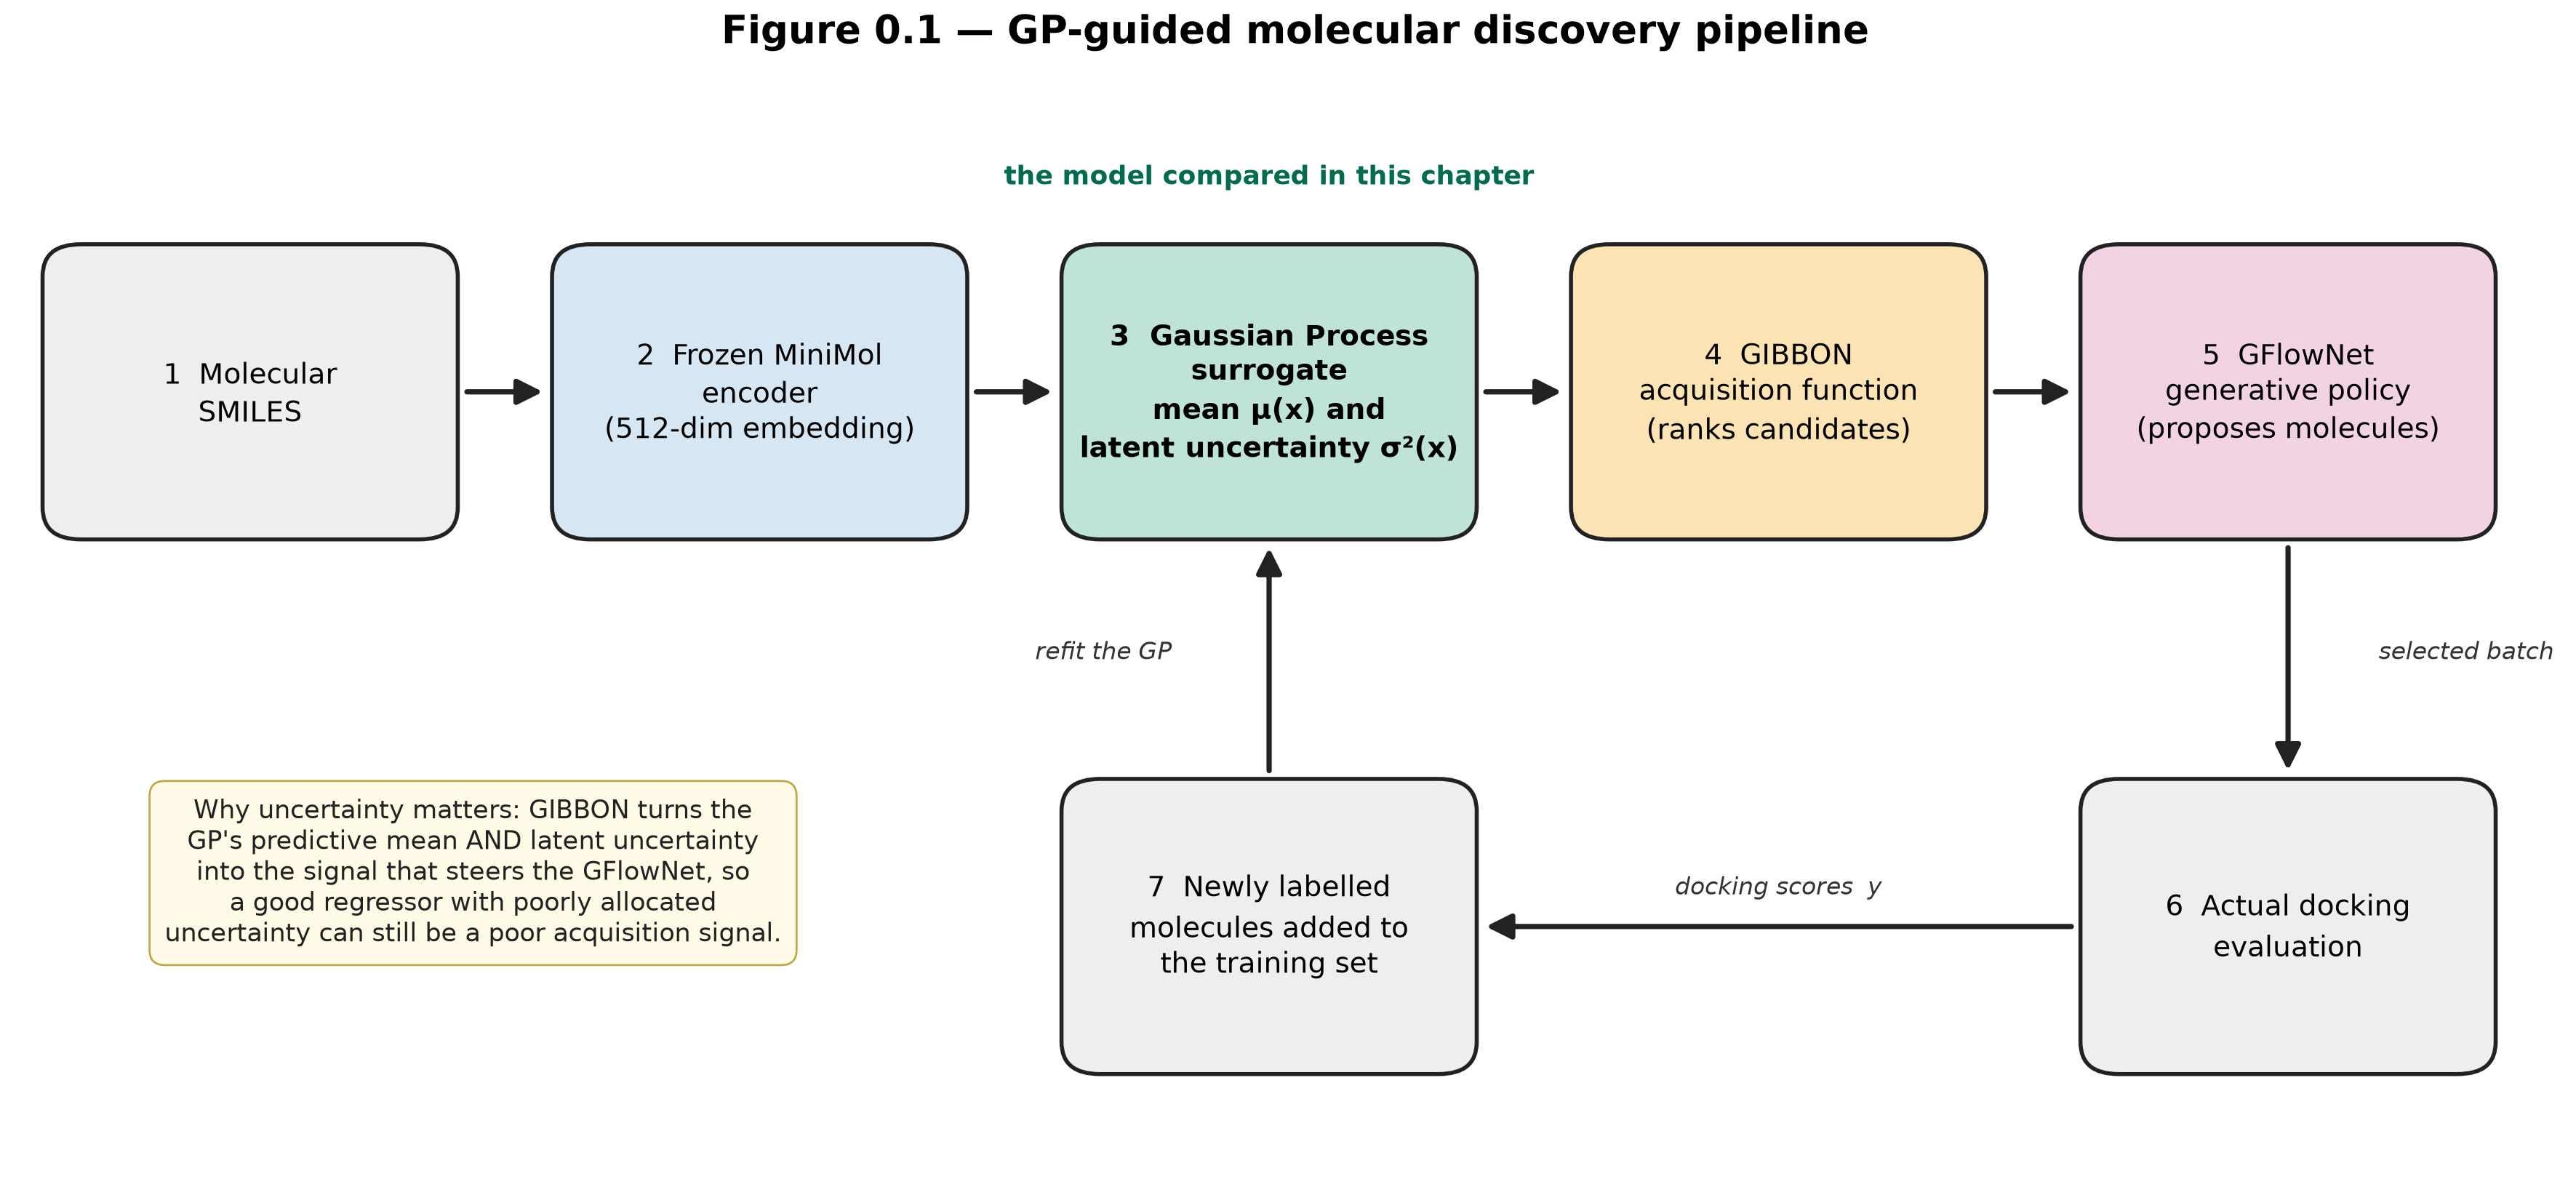 Figure 0.1 — GP-guided molecular discovery pipeline
the model compared in this chapter
1  Molecular
SMILES
2  Frozen MiniMol
encoder
(512-dim embedding)
3  Gaussian Process
surrogate
mean μ(x) and
latent uncertainty σ²(x)
4  GIBBON
acquisition function
(ranks candidates)
5  GFlowNet
generative policy
(proposes molecules)
refit the GP
selected batch
Why uncertainty matters: GIBBON turns the
GP's predictive mean AND latent uncertainty
into the signal that steers the GFlowNet, so
a good regressor with poorly allocated
uncertainty can still be a poor acquisition signal.
7  Newly labelled
molecules added to
the training set
docking scores  y
6  Actual docking
evaluation